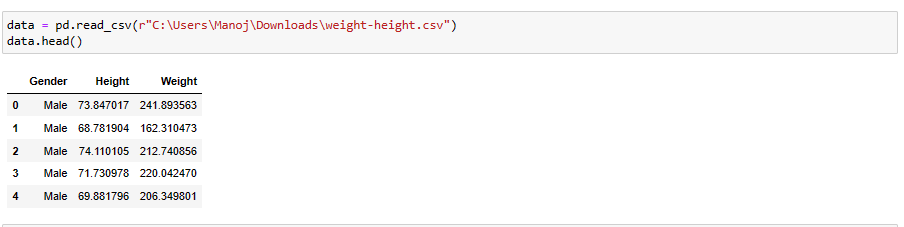 data = pd.read_csv(r"C:\Users\Manoj\Downloads\weight-height.csv")
data.head()
Gender Height Weight
0 Male 73.847017 241.893563
1 Male 68.781904 162.310473
2 Male 74.110105 212.740856
3 Male 71.730978 220.042470
4 Male 69.881796 206.349801